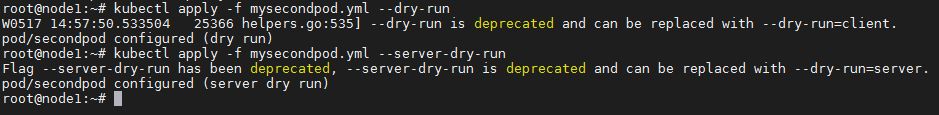 root@node1:~# kubectl apply -f mysecondpod.yml --dry-run
W0517 14:57:50.533504   25366 helpers.go:535] --dry-run is deprecated and can be replaced with --dry-run=client.
pod/secondpod configured (dry run)
root@node1:~# kubectl apply -f mysecondpod.yml --server-dry-run
Flag --server-dry-run has been deprecated, --server-dry-run is deprecated and can be replaced with --dry-run=server.
pod/secondpod configured (server dry run)
root@node1:~#